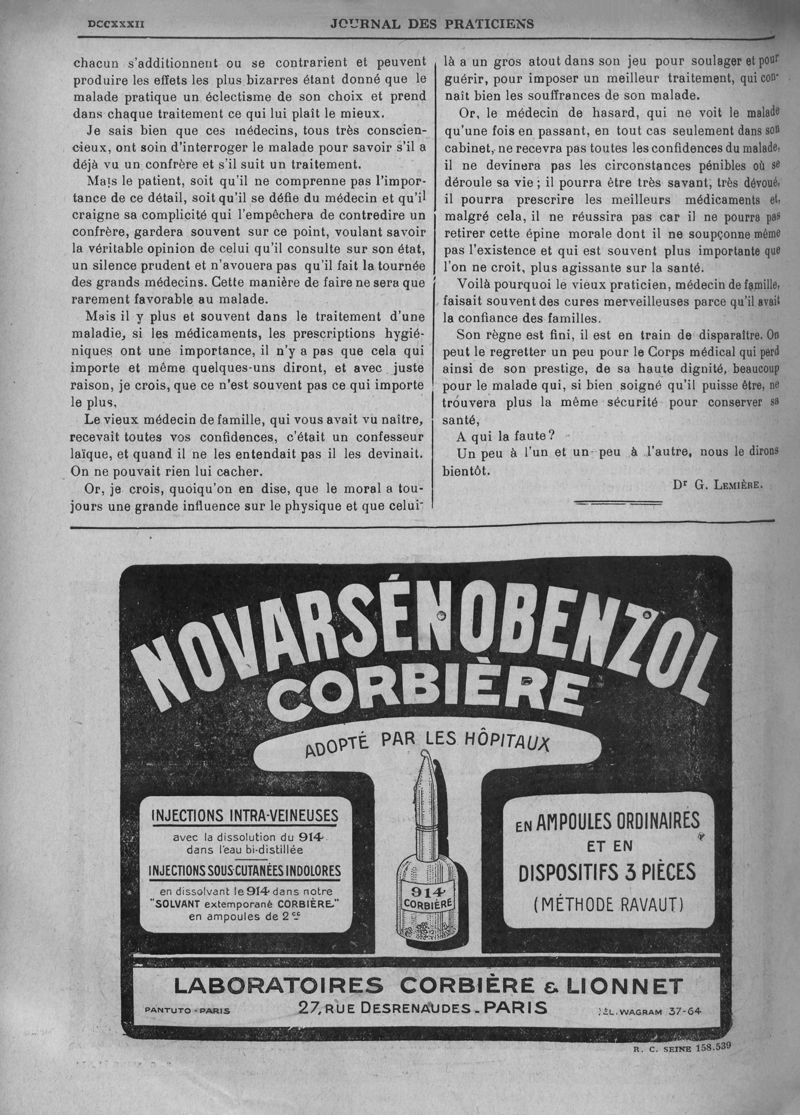 DCCXXXII
JOURNAL DES PRATICIENS
chacun s'additionnent ou se contrarient et peuvent
produire les effets les plus bizarres étant donné que le
malade pratique un éclectisme de son choix et prend
dans chaque traitement ce qui lui plaît le mieux.
Je sais bien que ces médecins, tous très conscien-
cieux, ont soin d'interroger le malade pour savoir s'il a
déjà vu un confrère et s'il suit un traitement.
Mais le patient, soit qu'il ne comprenne pas l'impor-
tance de ce détail, soit qu'il se défie du médecin et qu'il
craigne sa complicité qui l'empêchera de contredire un
confrère, gardera souvent sur ce point, voulant savoir
la véritable opinion de celui qu'il consulte sur son état,
un silence prudent et n'avouera pas qu'il fait la tournée
des grands médecins. Cette manière de faire ne sera que
rarement favorable au malade.
Mais il y plus et souvent dans le traitement d'une
maladie, si les médicaments, les prescriptions hygié-
niques ont une importance, il n'y a pas que cela qui
importe et même quelques-uns diront, et avec juste
raison, je crois, que ce n'est souvent pas ce qui importe
le plus.
Le vieux médecin de famille, qui vous avait vu naître,
recevait toutes vos confidences, c'était un confesseur
laïque, et quand il ne les entendait pas il les devinait.
On ne pouvait rien lui cacher.
Or, je crois, quoiqu'on en dise, que le moral a tou-
jours une grande influence sur le physique et que celui-
là a un gros atout dans son jeu pour soulager et pour
guérir, pour imposer un meilleur traitement, qui con-
naît bien les souffrances de son malade.
Or, le médecin de hasard, qui ne voit le malade
qu'une fois en passant, en tout cas seulement dans son
cabinet, ne recevra pas toutes les confidences du malade,
il ne devinera pas les circonstances pénibles où se
déroule sa vie ; il pourra être très savant, très dévoué,
il pourra prescrire les meilleurs médicaments et,
malgré cela, il ne réussira pas car il ne pourra pas
retirer cette épine morale dont il ne soupçonne même
pas l'existence et qui est souvent plus importante que
l'on ne croit, plus agissante sur la santé.
Voilà pourquoi le vieux praticien, médecin de famille,
faisait souvent des cures merveilleuses parce qu'il avait
la confiance des familles.
Son règne est fini, il est en train de disparaître. On
peut le regretter un peu pour le Corps médical qui perd
ainsi de son prestige, de sa haute dignité, beaucoup
pour le malade qui, si bien soigné qu'il puisse être, ne
trouvera plus la même sécurité pour conserver sa
santé,
A qui la faute ?
Un peu à l'un et un peu à l'autre, nous le dirons
bientôt.
Dr G. LEMIÈRE.
NOVARSÉNOBENZOL
CORBIÈRE
ADOPTÉ PAR LES HÔPITAUX
INJECTIONS INTRA-VEINEUSES
avec la dissolution du 914
dans l'eau bi-distillée
INJECTIONS SOUS CUTANÉES INDOLORES
en dissolvant le 914 dans notre
"SOLVANT extemporané CORBIÈRE"
en ampoules de 2cc
914
CORBIÈRE
EN AMPOULES ORDINAIRES
ET EN
DISPOSITIFS 3 PIÈCES
(MÉTHODE RAVAUT)
LABORATOIRES CORBIÈRE & LIONNET
PANTUTO - PARIS
27, RUE DESRENAUDES - PARIS
TÉL. WAGRAM 37-64
R. C. SEINE 158.539